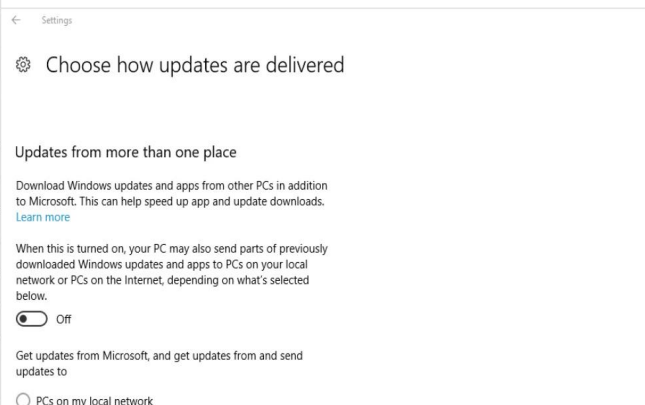 Settings
Choose how updates are delivered
Updates from more than one place
Download Windows updates and apps from other PCs in addition
to Microsoft. This can help speed up app and update downloads.
Learn more
When this is turned on, your PC may also send parts of previously
downloaded Windows updates and apps to PCs on your local
network or PCs on the Internet, depending on what's selected
below.
Off
Get updates from Microsoft, and get updates from and send
updates to
PCs on my local network